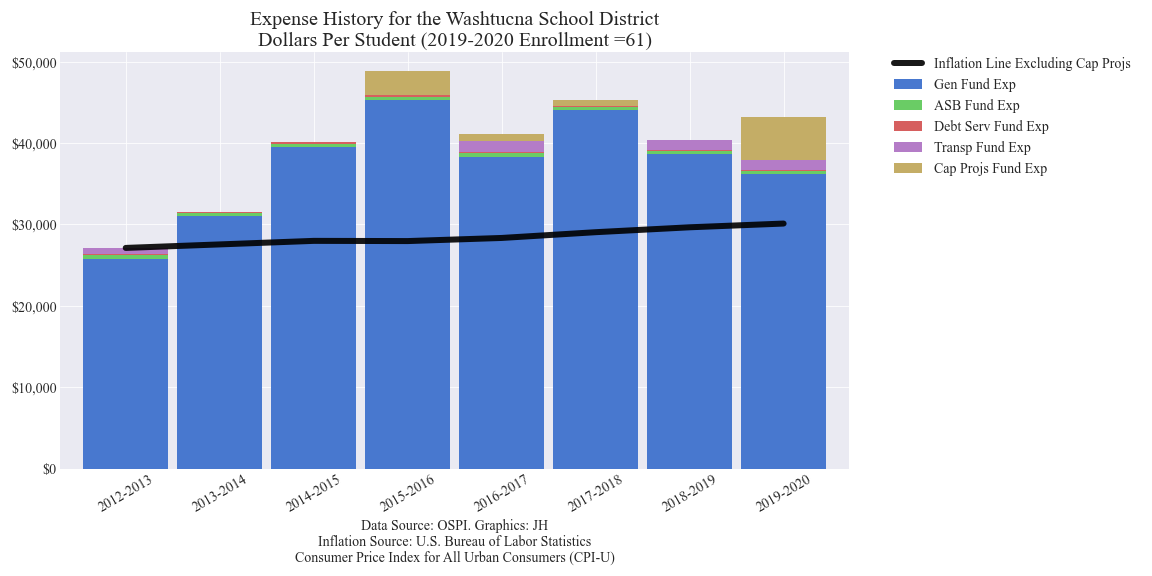 Expense History for the Washtucna School District
Dollars Per Student (2019-2020 Enrollment =61)
$50,000
$40,000
$30,000
$20,000
$10,000
$0
2012-2013
2013-2014
2014-2015
2015-2016
2016-2017
2017-2018
2018-2019
2019-2020
Inflation Line Excluding Cap Projs
Gen Fund Exp
ASB Fund Exp
Debt Serv Fund Exp
Transp Fund Exp
Cap Projs Fund Exp
Data Source: OSPI. Graphics: JH
Inflation Source: U.S. Bureau of Labor Statistics
Consumer Price Index for All Urban Consumers (CPI-U)